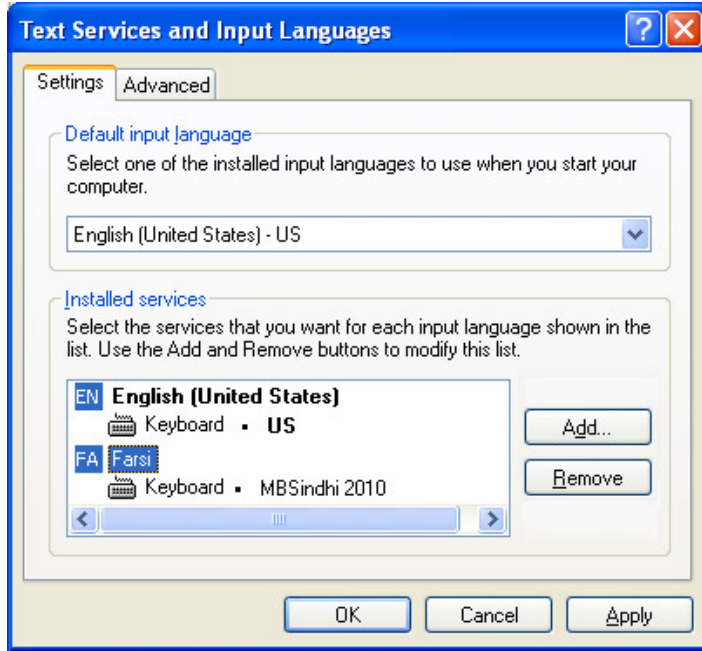 Text Services and Input Languages
Settings Advanced
Default input language
Select one of the installed input languages to use when you start your
computer.
English (United States) - US
Installed services
Select the services that you want for each input language shown in the
list. Use the Add and Remove buttons to modify this list.
EN English (United States)
Keyboard • US
Add...
FA Farsi
Remove
Keyboard • MBSindhi 2010
OK Cancel Apply